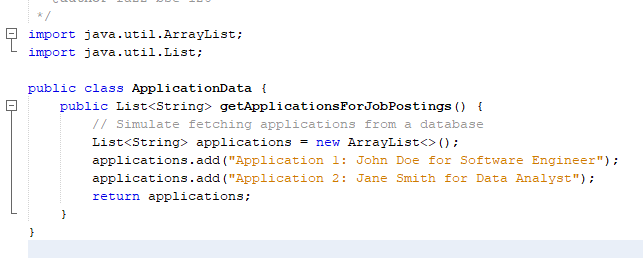 */
import java.util.ArrayList;
import java.util.List;
public class ApplicationData {
public List<String> getApplicationsForJobPostings() {
// Simulate fetching applications from a database
List<String> applications = new ArrayList<>();
applications.add("Application 1: John Doe for Software Engineer");
applications.add("Application 2: Jane Smith for Data Analyst");
return applications;
}
}